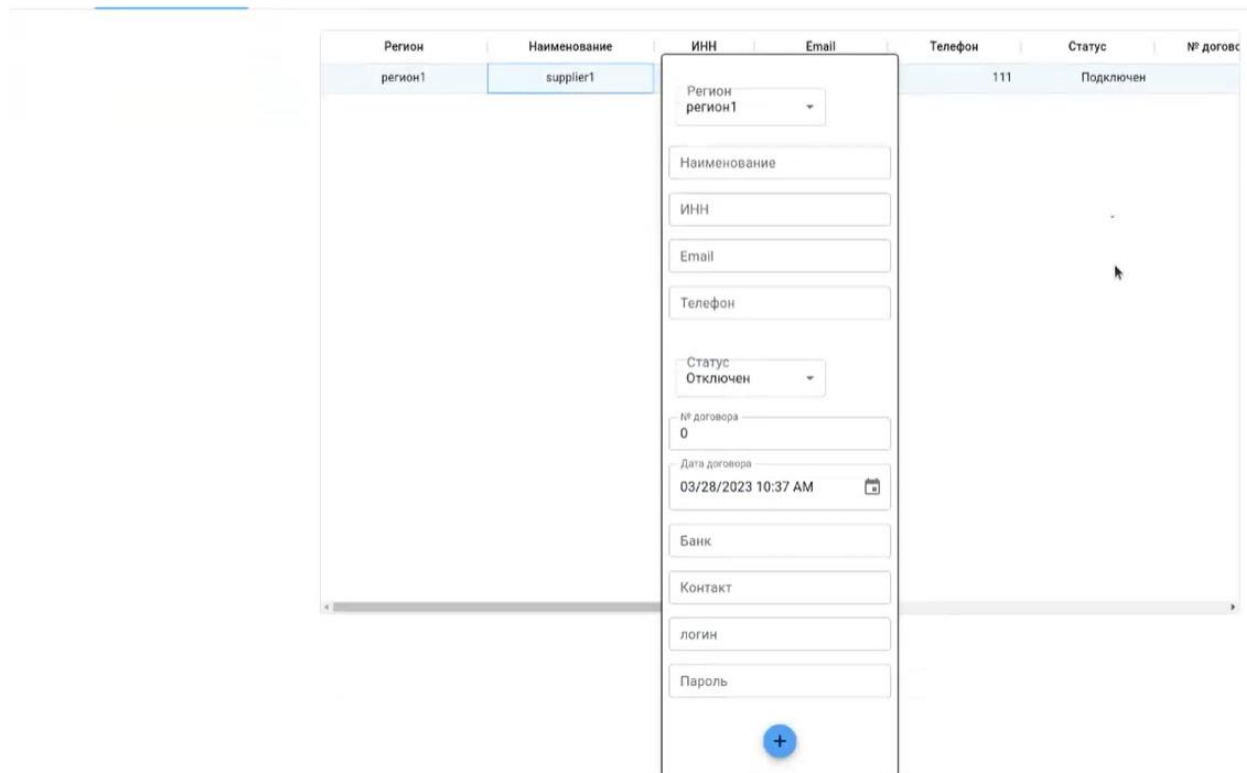 Регион Наименование ИНН Email Телефон Статус № догово
регион1 supplier1 111 Подключен
Регион
регион1
Наименование
ИНН
Email
Телефон
Статус
Отключен
№ договора
0
Дата договора
03/28/2023 10:37 AM
Банк
Контакт
логин
Пароль
+